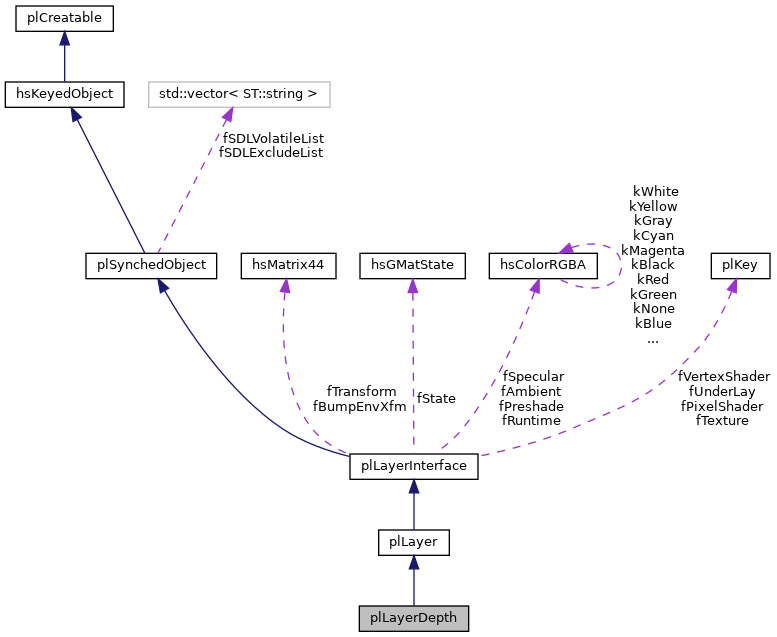 plCreatable
hsKeyedObject
std::vector< ST::string >
fSDLVolatileList
fSDLExcludeList
kWhite
kYellow
kGray
kCyan
kMagenta
kBlack
kRed
kGreen
kNone
kBlue
...
plSynchedObject
hsMatrix44
hsGMatState
hsColorRGBA
plKey
fTransform
fBumpEnvXfm
fState
fSpecular
fAmbient
fPreshade
fRuntime
fVertexShader
fUnderLay
fPixelShader
fTexture
plLayerInterface
plLayer
plLayerDepth